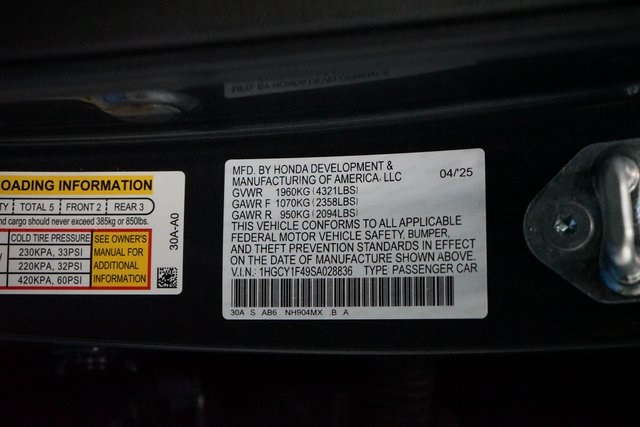 OADING INFORMATION
TY TOTAL 5 FRONT 2 REAR 3
nd cargo should never exceed 385kg or 850lbs.
COLD TIRE PRESSURE
230KPA, 33PSI
220KPA, 32PSI
420KPA, 60PSI
SEE OWNER'S
MANUAL FOR
ADDITIONAL
INFORMATION
30A-A0
MFD. BY HONDA DEVELOPMENT & 04/'25
MANUFACTURING OF AMERICA, LLC
GVWR 1960KG (4321LBS)
GAWR F 1070KG (2358LBS)
GAWR R 950KG (2094LBS)
THIS VEHICLE CONFORMS TO ALL APPLICABLE
FEDERAL MOTOR VEHICLE SAFETY, BUMPER,
AND THEFT PREVENTION STANDARDS IN EFFECT
ON THE DATE OF MANUFACTURE SHOWN ABOVE.
V.I.N.: 1HGCY1F49SA028836 TYPE PASSENGER CAR
30A S AB6 NH904MX .B A